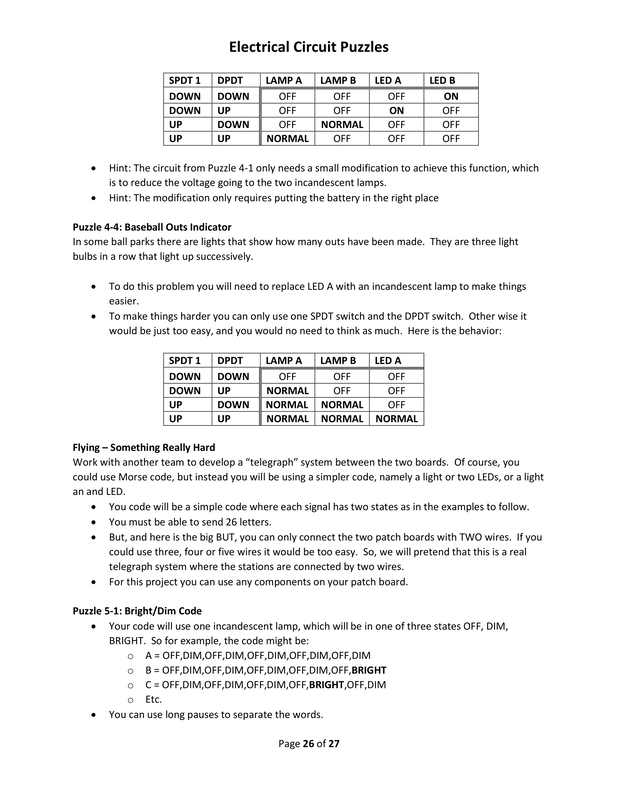 Electrical Circuit Puzzles
SPDT 1 DPDT LAMP A LAMP B LED A LED B
DOWN DOWN OFF OFF OFF ON
DOWN UP OFF OFF ON OFF
UP DOWN OFF NORMAL OFF OFF
UP UP NORMAL OFF OFF OFF
• Hint: The circuit from Puzzle 4-1 only needs a small modification to achieve this function, which
is to reduce the voltage going to the two incandescent lamps.
• Hint: The modification only requires putting the battery in the right place
Puzzle 4-4: Baseball Outs Indicator
In some ball parks there are lights that show how many outs have been made. They are three light
bulbs in a row that light up successively.
• To do this problem you will need to replace LED A with an incandescent lamp to make things
easier.
• To make things harder you can only use one SPDT switch and the DPDT switch. Other wise it
would be just too easy, and you would no need to think as much. Here is the behavior:
SPDT 1 DPDT LAMP A LAMP B LED A
DOWN DOWN OFF OFF OFF
DOWN UP NORMAL OFF OFF
UP DOWN NORMAL NORMAL OFF
UP UP NORMAL NORMAL NORMAL
Flying – Something Really Hard
Work with another team to develop a “telegraph” system between the two boards. Of course, you
could use Morse code, but instead you will be using a simpler code, namely a light or two LEDs, or a light
an and LED.
• You code will be a simple code where each signal has two states as in the examples to follow.
• You must be able to send 26 letters.
• But, and here is the big BUT, you can only connect the two patch boards with TWO wires. If you
could use three, four or five wires it would be too easy. So, we will pretend that this is a real
telegraph system where the stations are connected by two wires.
• For this project you can use any components on your patch board.
Puzzle 5-1: Bright/Dim Code
• Your code will use one incandescent lamp, which will be in one of three states OFF, DIM,
BRIGHT. So for example, the code might be:
o A = OFF,DIM,OFF,DIM,OFF,DIM,OFF,DIM,OFF,DIM
o B = OFF,DIM,OFF,DIM,OFF,DIM,OFF,DIM,OFF,BRIGHT
o C = OFF,DIM,OFF,DIM,OFF,DIM,OFF,BRIGHT,OFF,DIM
o Etc.
• You can use long pauses to separate the words.
Page 26 of 27